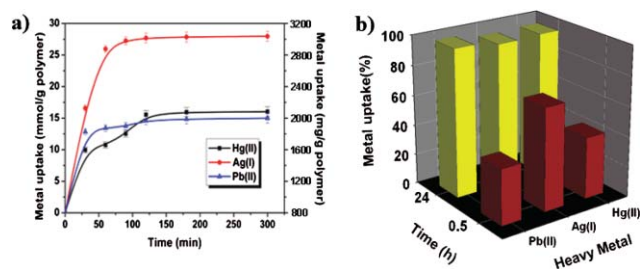 a)
Metal uptake (mmol/g polymer)
30
25
20
15
10
5
0
3000
2800
2400
2000
1600
1200
800
Metal uptake (mg/g polymer)
Hg(II)
Ag(I)
Pb(II)
0 50 100 150 200 250 300
Time (min)
b)
Metal uptake(%)
100
80
60
40
20
0
24
0.5
Time (h)
Pb(II)
Ag(I)
Hg(II)
Heavy Metal